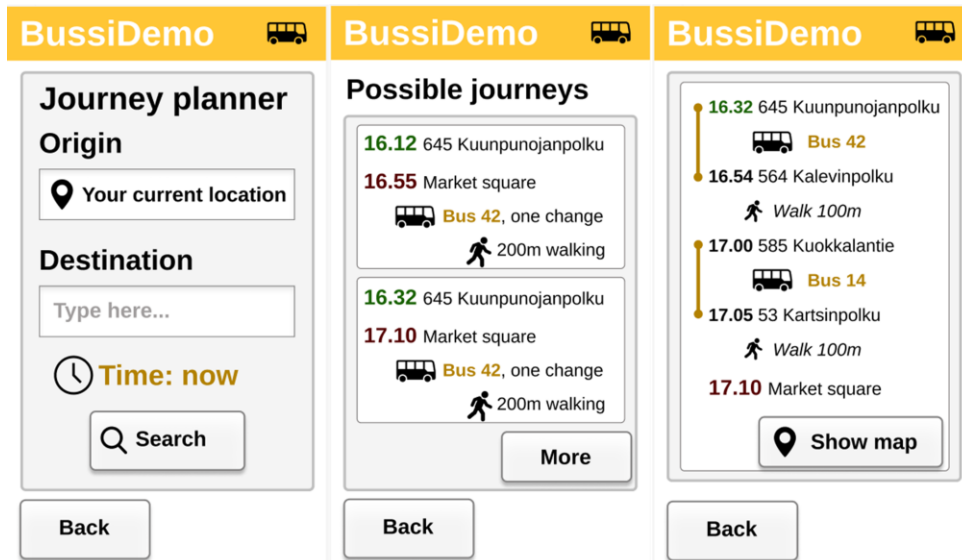 BussiDemo
Journey planner
Origin
Your current location
Destination
Type here...
Time: now
Search
Back
BussiDemo
Possible journeys
16.12 645 Kuunpunojanpolku
16.55 Market square
Bus 42, one change
200m walking
16.32 645 Kuunpunojanpolku
17.10 Market square
Bus 42, one change
200m walking
More
Back
BussiDemo
16.32 645 Kuunpunojanpolku
Bus 42
16.54 564 Kalevinpolku
Walk 100m
17.00 585 Kuokkalantie
Bus 14
17.05 53 Kartsinpolku
Walk 100m
17.10 Market square
Show map
Back